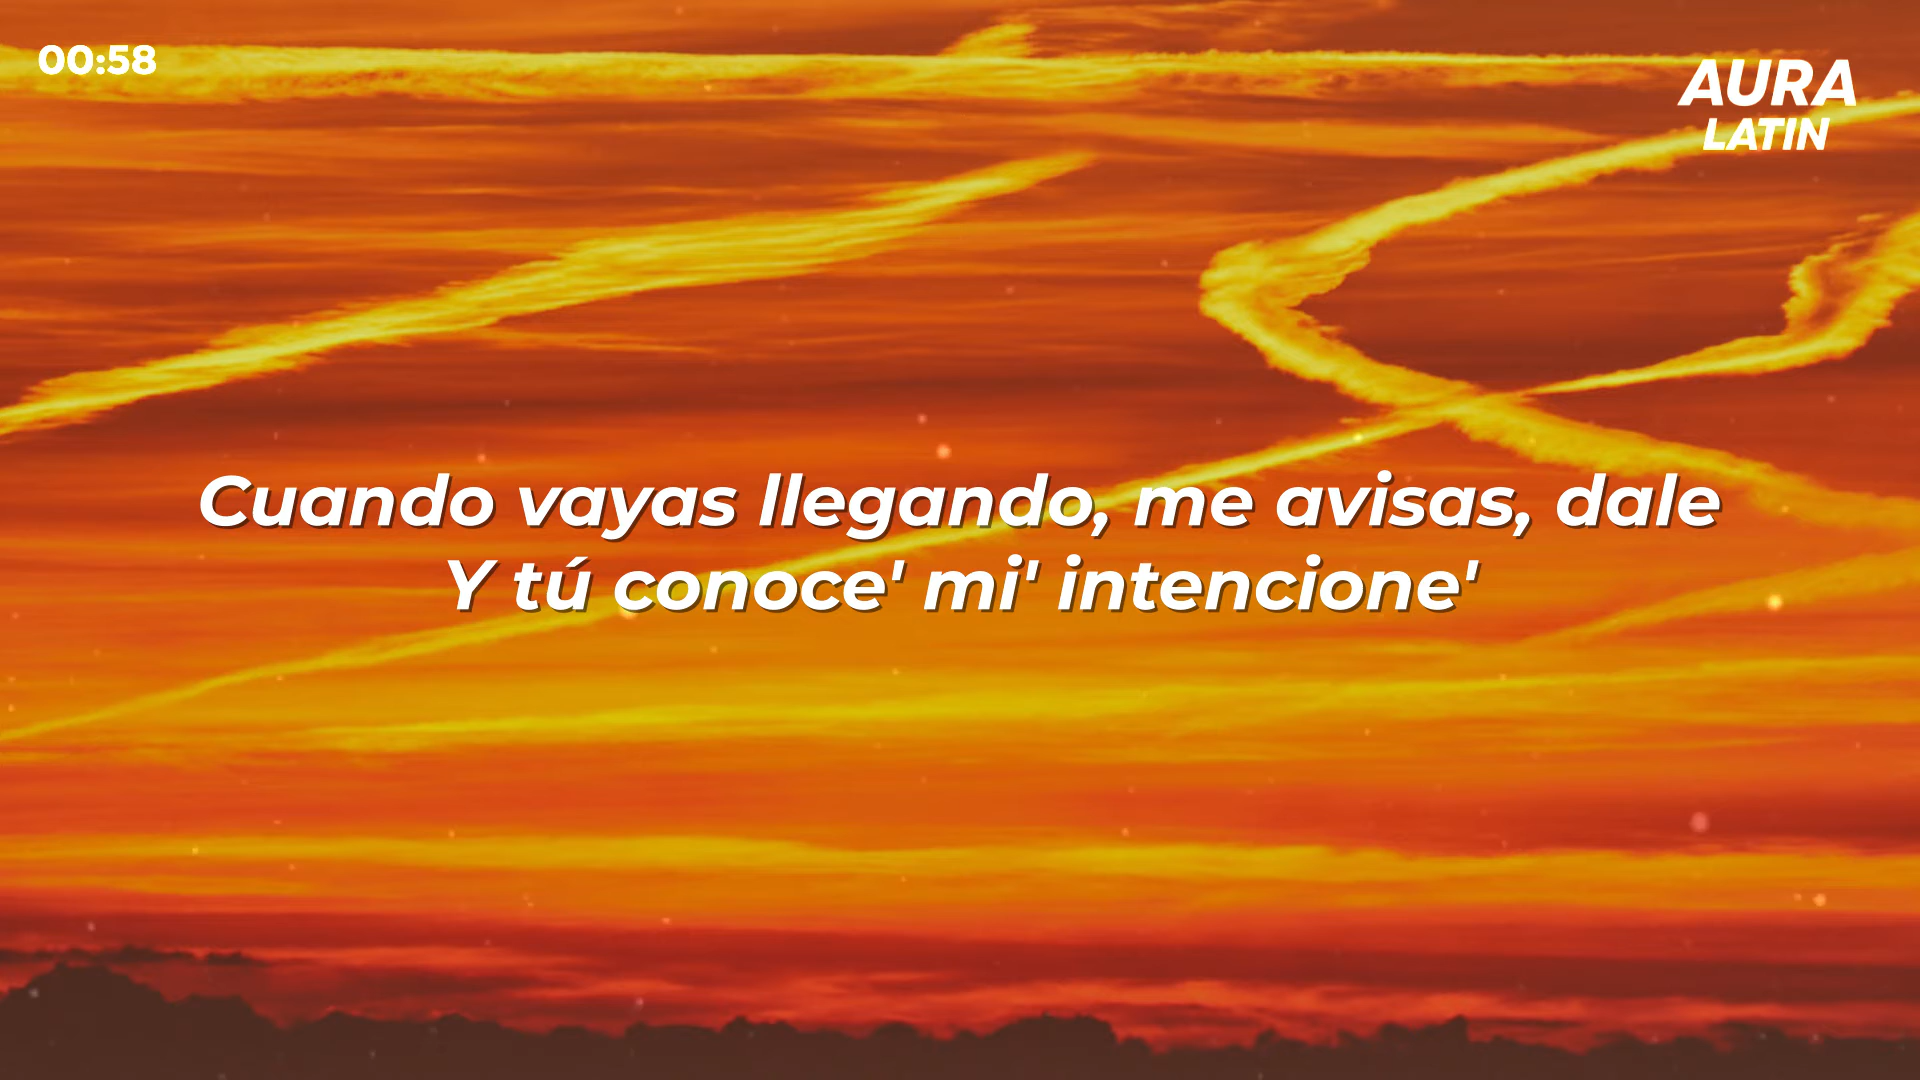 00:58
AURA
LATIN
Cuando vayas llegando, me avisas, dale
Y tú conoce' mi' intencione'